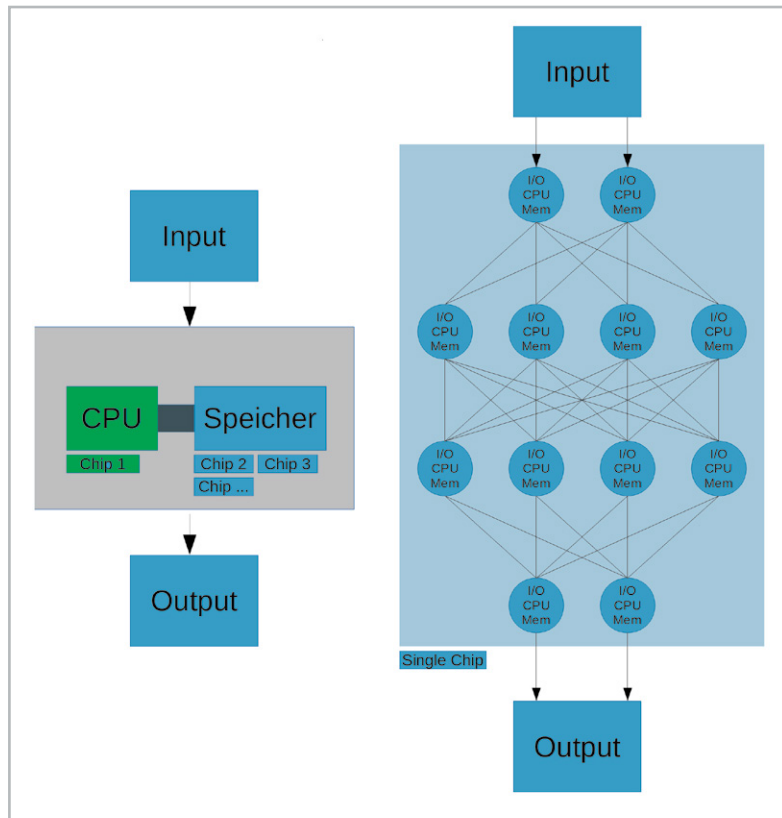 Input
CPU
Speicher
Chip 1
Chip 2
Chip 3
Chip ...
Output
Input
I/O
CPU
Mem
I/O
CPU
Mem
I/O
CPU
Mem
I/O
CPU
Mem
I/O
CPU
Mem
I/O
CPU
Mem
I/O
CPU
Mem
I/O
CPU
Mem
I/O
CPU
Mem
I/O
CPU
Mem
I/O
CPU
Mem
I/O
CPU
Mem
Single Chip
Output